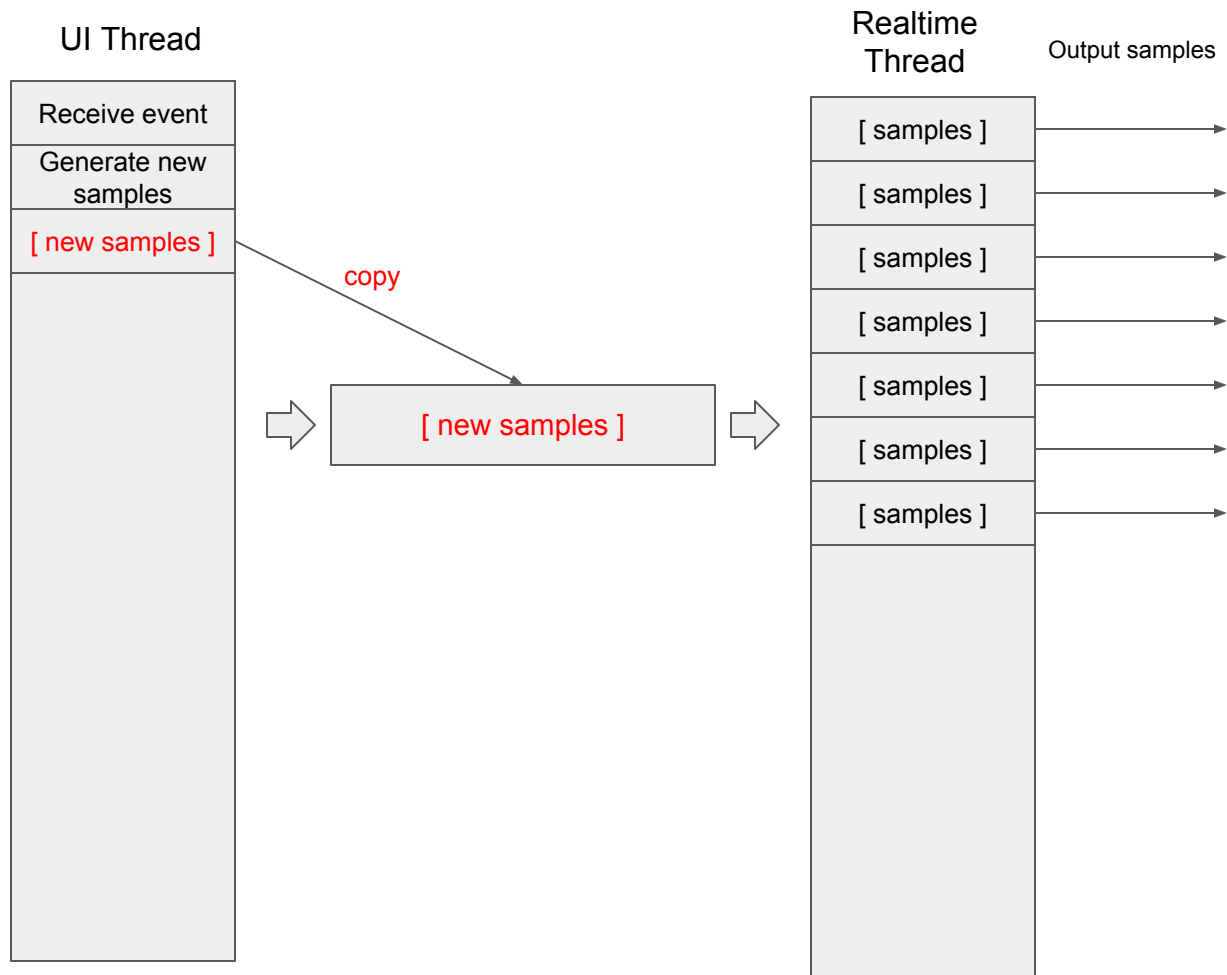 UI Thread
Receive event
Generate new
samples
[ new samples ]
copy
[ new samples ]
Realtime
Thread
Output samples
[ samples ]
[ samples ]
[ samples ]
[ samples ]
[ samples ]
[ samples ]
[ samples ]